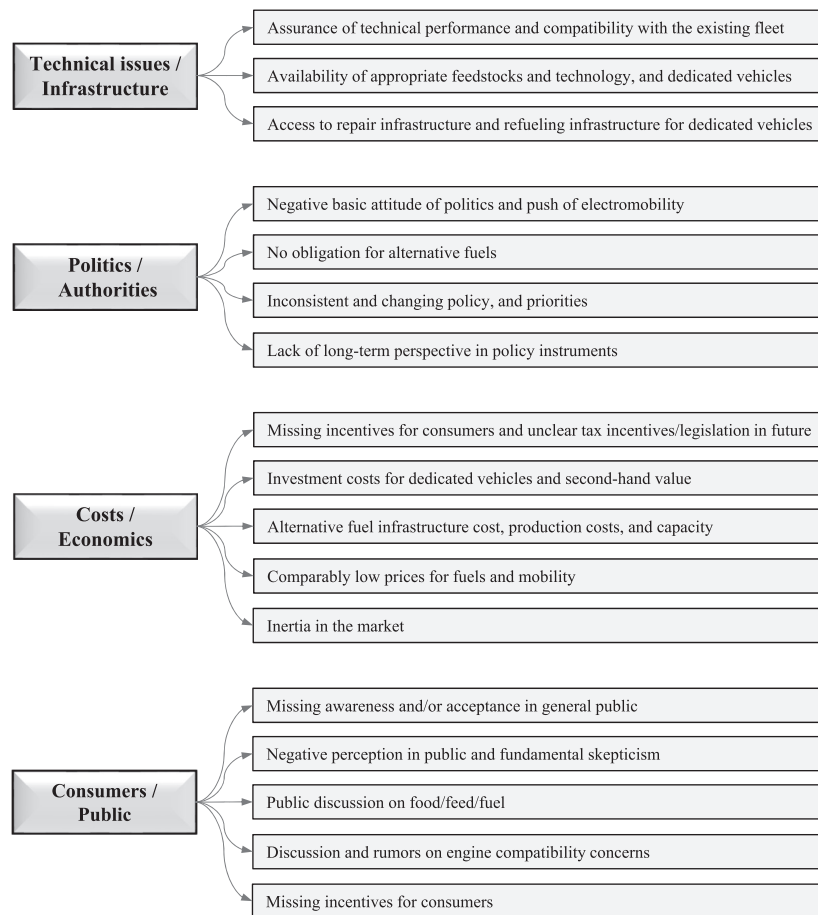 Technical issues /
Infrastructure
Assurance of technical performance and compatibility with the existing fleet
Availability of appropriate feedstocks and technology, and dedicated vehicles
Access to repair infrastructure and refueling infrastructure for dedicated vehicles
Politics /
Authorities
Negative basic attitude of politics and push of electromobility
No obligation for alternative fuels
Inconsistent and changing policy, and priorities
Lack of long-term perspective in policy instruments
Costs /
Economics
Missing incentives for consumers and unclear tax incentives/legislation in future
Investment costs for dedicated vehicles and second-hand value
Alternative fuel infrastructure cost, production costs, and capacity
Comparably low prices for fuels and mobility
Inertia in the market
Consumers /
Public
Missing awareness and/or acceptance in general public
Negative perception in public and fundamental skepticism
Public discussion on food/feed/fuel
Discussion and rumors on engine compatibility concerns
Missing incentives for consumers